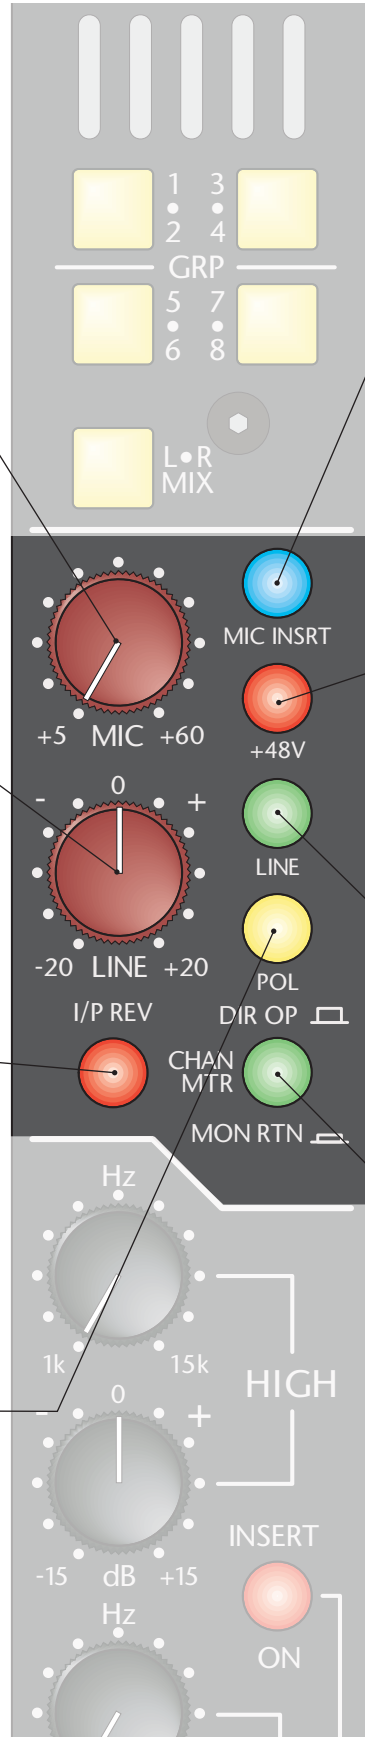 1 3
2 4
GRP
5 7
6 8
L•R
MIX
MIC INSRT
+5 MIC +60
+48V
0
- +
LINE
-20 LINE +20
POL
I/P REV
DIR OP
CHAN
MTR
MON RTN
Hz
1k 15k
HIGH
0
- +
INSERT
-15 dB +15
Hz
ON